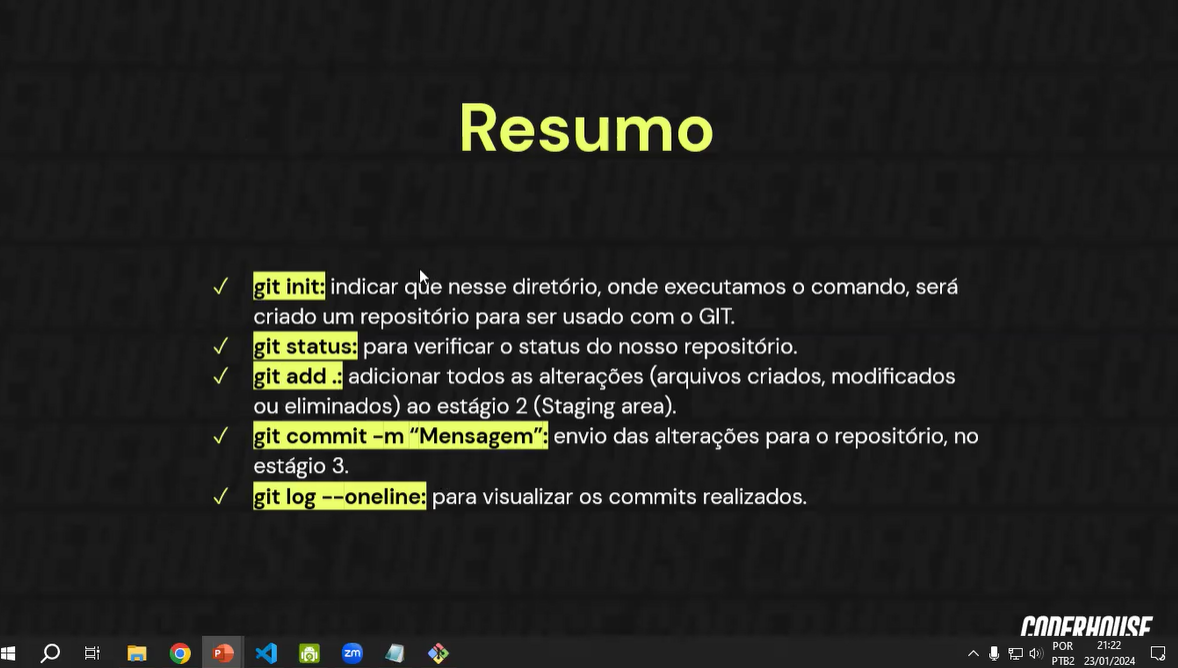 Resumo
✓ git init: indicar que nesse diretório, onde executamos o comando, será
criado um repositório para ser usado com o GIT.
✓ git status: para verificar o status do nosso repositório.
✓ git add .: adicionar todos as alterações (arquivos criados, modificados
ou eliminados) ao estágio 2 (Staging area).
✓ git commit -m “Mensagem”: envio das alterações para o repositório, no
estágio 3.
✓ git log --oneline: para visualizar os commits realizados.
CODERHOUSE
zm
POR
PTB2
21:22
23/01/2024